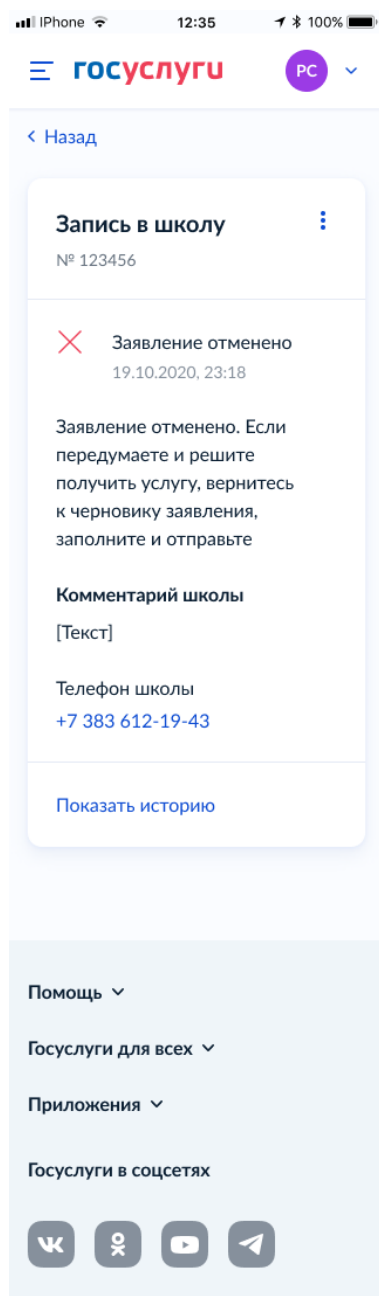 IPhone 12:35 100%
госуслуги РС
Назад
Запись в школу
№ 123456
Заявление отменено
19.10.2020, 23:18
Заявление отменено. Если
передумаете и решите
получить услугу, вернитесь
к черновику заявления,
заполните и отправьте
Комментарий школы
[Текст]
Телефон школы
+7 383 612-19-43
Показать историю
Помощь
Госуслуги для всех
Приложения
Госуслуги в соцсетях